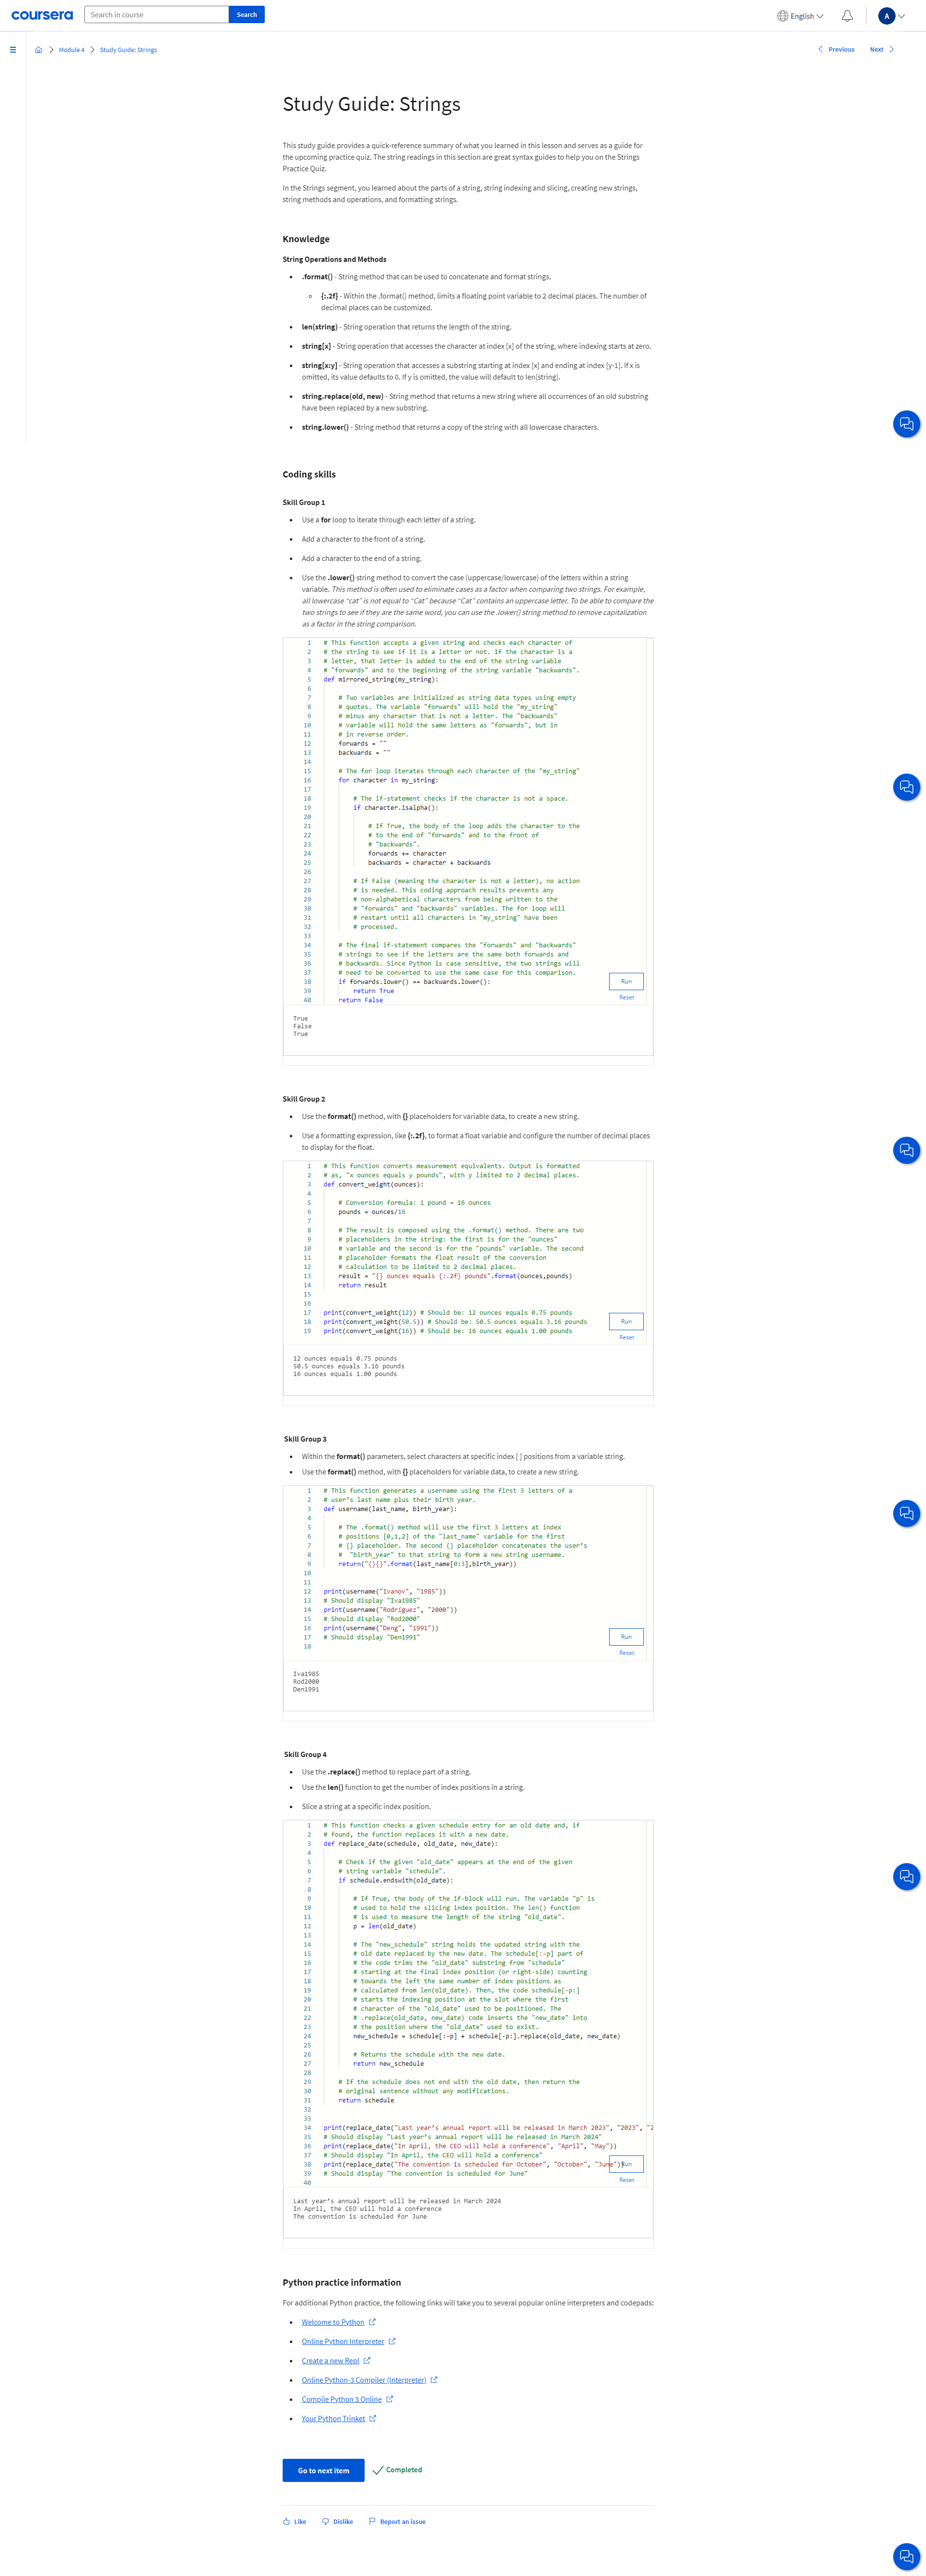 coursera
Search in course
Search
English
A
Module 4
Study Guide: Strings
Previous
Next
Study Guide: Strings
This study guide provides a quick-reference summary of what you learned in this lesson and serves as a guide for
the upcoming practice quiz. The string readings in this section are great syntax guides to help you on the Strings
Practice Quiz.
In the Strings segment, you learned about the parts of a string, string indexing and slicing, creating new strings,
string methods and operations, and formatting strings.
Knowledge
String Operations and Methods
.format() - String method that can be used to concatenate and format strings.
{:.2f} - Within the .format() method, limits a floating point variable to 2 decimal places. The number of
decimal places can be customized.
len(string) - String operation that returns the length of the string.
string[x] - String operation that accesses the character at index [x] of the string, where indexing starts at zero.
string[x:y] - String operation that accesses a substring starting at index [x] and ending at index [y-1]. If x is
omitted, its value defaults to 0. If y is omitted, the value will default to len(string).
string.replace(old, new) - String method that returns a new string where all occurrences of an old substring
have been replaced by a new substring.
string.lower() - String method that returns a copy of the string with all lowercase characters.
Coding skills
Skill Group 1
Use a for loop to iterate through each letter of a string.
Add a character to the front of a string.
Add a character to the end of a string.
Use the .lower() string method to convert the case (uppercase/lowercase) of the letters within a string
variable. This method is often used to eliminate cases as a factor when comparing two strings. For example,
all lowercase “cat” is not equal to “Cat” because “Cat” contains an uppercase letter. To be able to compare the
two strings to see if they are the same word, you can use the .lower() string method to remove capitalization
as a factor in the string comparison.
1 # This function accepts a given string and checks each character of
2 # the string to see if it is a letter or not. If the character is a
3 # letter, that letter is added to the end of the string variable
4 # "forwards" and to the beginning of the string variable "backwards".
5 def mirrored_string(my_string):
6
7 # Two variables are initialized as string data types using empty
8 # quotes. The variable "forwards" will hold the "my_string"
9 # minus any character that is not a letter. The "backwards"
10 # variable will hold the same letters as "forwards", but in
11 # in reverse order.
12 forwards = ""
13 backwards = ""
14
15 # The for loop iterates through each character of the "my_string"
16 for character in my_string:
17
18 # The if-statement checks if the character is not a space.
19 if character.isalpha():
20
21 # If True, the body of the loop adds the character to the
22 # to the end of "forwards" and to the front of
23 # "backwards".
24 forwards += character
25 backwards = character + backwards
26
27 # If False (meaning the character is not a letter), no action
28 # is needed. This coding approach results prevents any
29 # non-alphabetical characters from being written to the
30 # "forwards" and "backwards" variables. The for loop will
31 # restart until all characters in "my_string" have been
32 # processed.
33
34 # The final if-statement compares the "forwards" and "backwards"
35 # strings to see if the letters are the same both forwards and
36 # backwards. Since Python is case sensitive, the two strings will
37 # need to be converted to use the same case for this comparison.
38 if forwards.lower() == backwards.lower():
39 return True
40 return False
Run
Reset
True
False
True
Skill Group 2
Use the format() method, with {} placeholders for variable data, to create a new string.
Use a formatting expression, like {:.2f}, to format a float variable and configure the number of decimal places
to display for the float.
1 # This function converts measurement equivalents. Output is formatted
2 # as, "x ounces equals y pounds", with y limited to 2 decimal places.
3 def convert_weight(ounces):
4
5 # Conversion formula: 1 pound = 16 ounces
6 pounds = ounces/16
7
8 # The result is composed using the .format() method. There are two
9 # placeholders in the string: the first is for the "ounces"
10 # variable and the second is for the "pounds" variable. The second
11 # placeholder formats the float result of the conversion
12 # calculation to be limited to 2 decimal places.
13 result = "{} ounces equals {:.2f} pounds".format(ounces,pounds)
14 return result
15
16
17 print(convert_weight(12)) # Should be: 12 ounces equals 0.75 pounds
18 print(convert_weight(50.5)) # Should be: 50.5 ounces equals 3.16 pounds
19 print(convert_weight(16)) # Should be: 16 ounces equals 1.00 pounds
Run
Reset
12 ounces equals 0.75 pounds
50.5 ounces equals 3.16 pounds
16 ounces equals 1.00 pounds
Skill Group 3
Within the format() parameters, select characters at specific index [ ] positions from a variable string.
Use the format() method, with {} placeholders for variable data, to create a new string.
1 # This function generates a username using the first 3 letters of a
2 # user’s last name plus their birth year.
3 def username(last_name, birth_year):
4
5 # The .format() method will use the first 3 letters at index
6 # positions [0,1,2] of the "last_name" variable for the first
7 # {} placeholder. The second {} placeholder concatenates the user’s
8 # "birth_year" to that string to form a new string username.
9 return("{}{}".format(last_name[0:3],birth_year))
10
11
12 print(username("Ivanov", "1985"))
13 # Should display "Iva1985"
14 print(username("Rodríguez", "2000"))
15 # Should display "Rod2000"
16 print(username("Deng", "1991"))
17 # Should display "Den1991"
18
Run
Reset
Iva1985
Rod2000
Den1991
Skill Group 4
Use the .replace() method to replace part of a string.
Use the len() function to get the number of index positions in a string.
Slice a string at a specific index position.
1 # This function checks a given schedule entry for an old date and, if
2 # found, the function replaces it with a new date.
3 def replace_date(schedule, old_date, new_date):
4
5 # Check if the given "old_date" appears at the end of the given
6 # string variable "schedule".
7 if schedule.endswith(old_date):
8
9 # If True, the body of the if-block will run. The variable "p" is
10 # used to hold the slicing index position. The len() function
11 # is used to measure the length of the string "old_date".
12 p = len(old_date)
13
14 # The "new_schedule" string holds the updated string with the
15 # old date replaced by the new date. The schedule[:-p] part of
16 # the code trims the "old_date" substring from "schedule"
17 # starting at the final index position (or right-side) counting
18 # towards the left the same number of index positions as
19 # calculated from len(old_date). Then, the code schedule[-p:]
20 # starts the indexing position at the slot where the first
21 # character of the "old_date" used to be positioned. The
22 # .replace(old_date, new_date) code inserts the "new_date" into
23 # the position where the "old_date" used to exist.
24 new_schedule = schedule[:-p] + schedule[-p:].replace(old_date, new_date)
25
26 # Returns the schedule with the new date.
27 return new_schedule
28
29 # If the schedule does not end with the old date, then return the
30 # original sentence without any modifications.
31 return schedule
32
33
34 print(replace_date("Last year’s annual report will be released in March 2023", "2023", "2
35 # Should display "Last year’s annual report will be released in March 2024"
36 print(replace_date("In April, the CEO will hold a conference", "April", "May"))
37 # Should display "In April, the CEO will hold a conference"
38 print(replace_date("The convention is scheduled for October", "October", "June"))
39 # Should display "The convention is scheduled for June"
40
Run
Reset
Last year’s annual report will be released in March 2024
In April, the CEO will hold a conference
The convention is scheduled for June
Python practice information
For additional Python practice, the following links will take you to several popular online interpreters and codepads:
Welcome to Python
Online Python Interpreter
Create a new Repl
Online Python-3 Compiler (Interpreter)
Compile Python 3 Online
Your Python Trinket
Go to next item
Completed
Like
Dislike
Report an issue